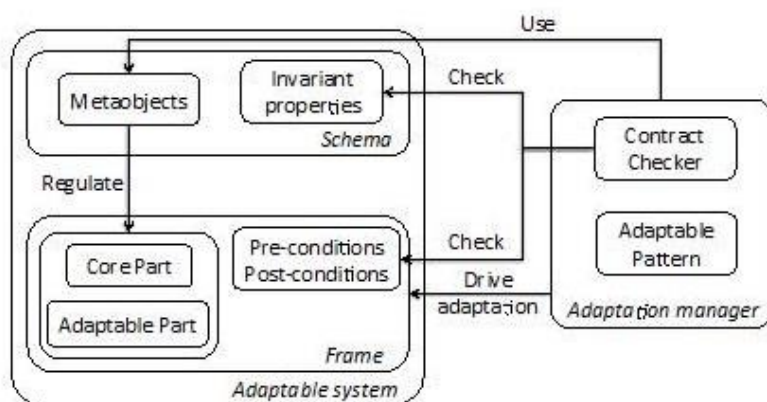 Use
Metaobjects
Invariant
properties
Check
Schema
Contract
Checker
Regulate
Pre-conditions
Post-conditions
Check
Adaptable
Pattern
Core Part
Drive
adaptation
Adaptable Part
Adaptation manager
Frame
Adaptable system